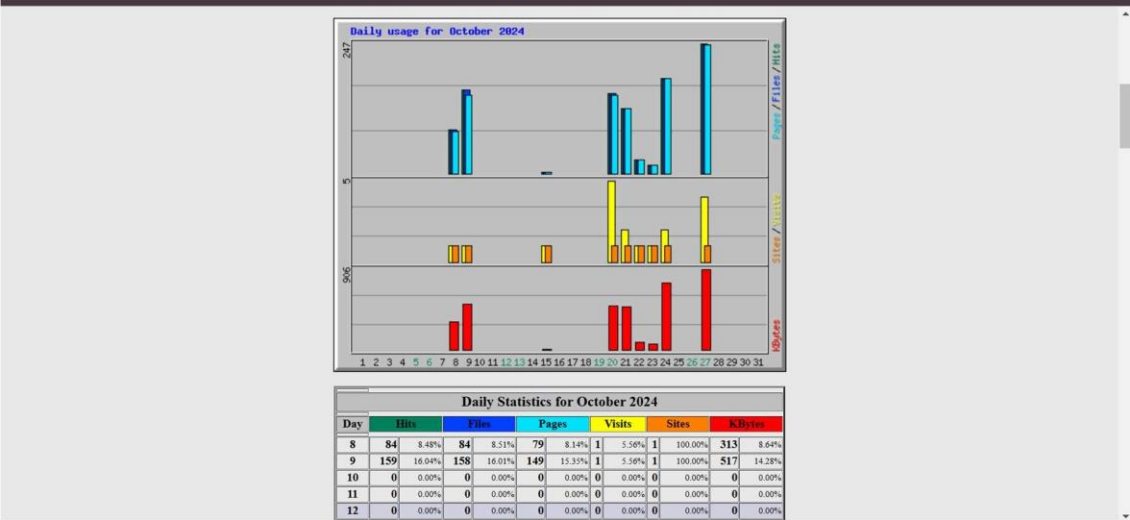 Daily usage for October 2024
247
Pages / Files / Hits
5
Sites / Visits
906
KBytes
1 2 3 4 5 6 7 8 9 10 11 12 13 14 15 16 17 18 19 20 21 22 23 24 25 26 27 28 29 30 31
Daily Statistics for October 2024
Day Hits Files Pages Visits Sites KBytes
8 84 8.48% 84 8.51% 79 8.14% 1 5.56% 1 100.00% 313 8.64%
9 159 16.04% 158 16.01% 149 15.35% 1 5.56% 1 100.00% 517 14.28%
10 0 0.00% 0 0.00% 0 0.00% 0 0.00% 0 0.00% 0 0.00%
11 0 0.00% 0 0.00% 0 0.00% 0 0.00% 0 0.00% 0 0.00%
12 0 0.00% 0 0.00% 0 0.00% 0 0.00% 0 0.00% 0 0.00%